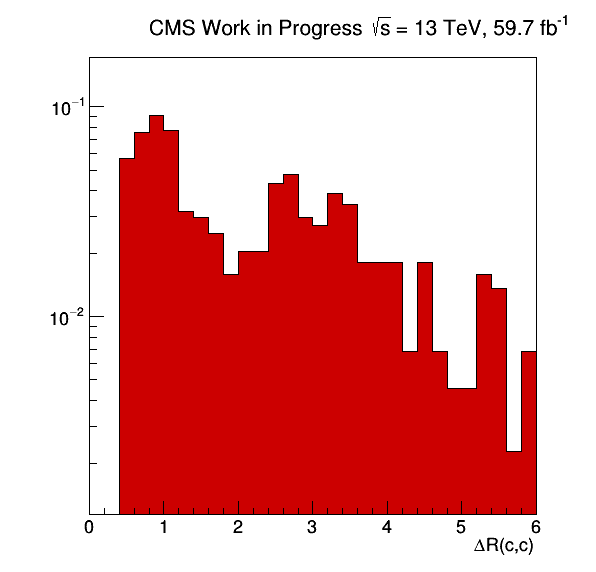 CMS Work in Progress √s = 13 TeV, 59.7 fb⁻¹
10⁻¹
10⁻²
0 1 2 3 4 5 6
ΔR(c,c)